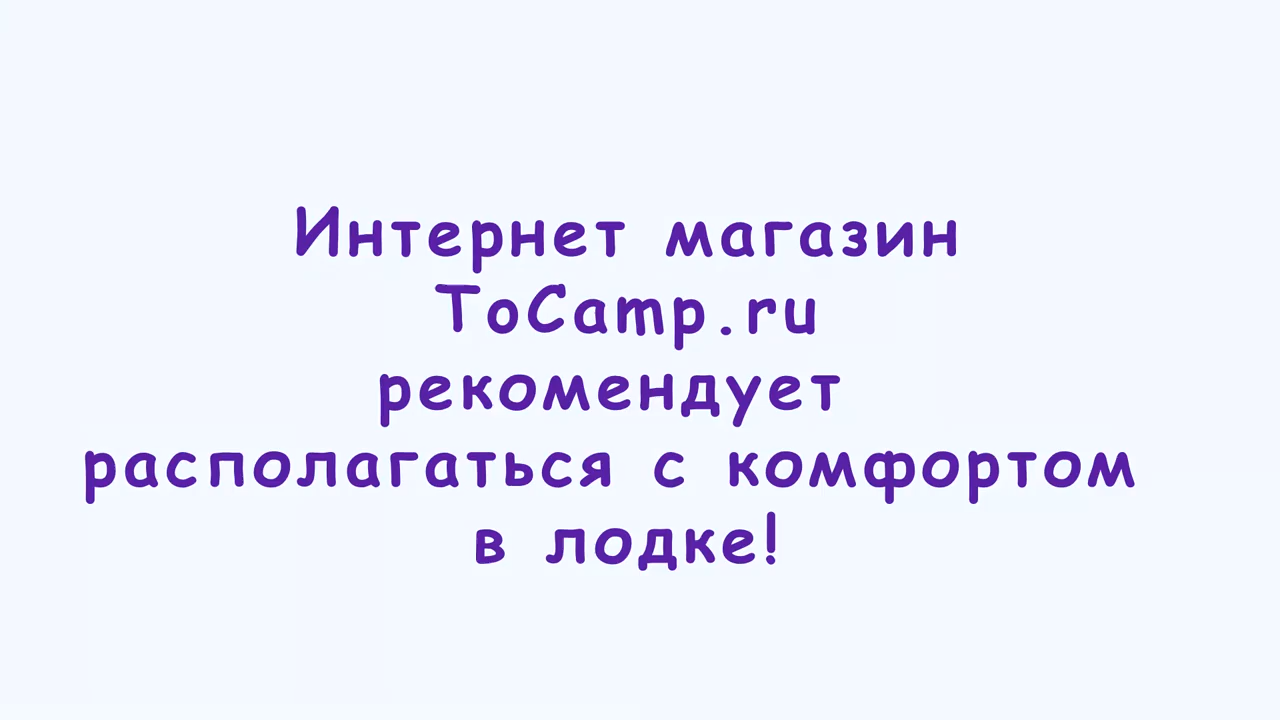 Интернет магазин
ToCamp.ru
рекомендует
располагаться с комфортом
в лодке!